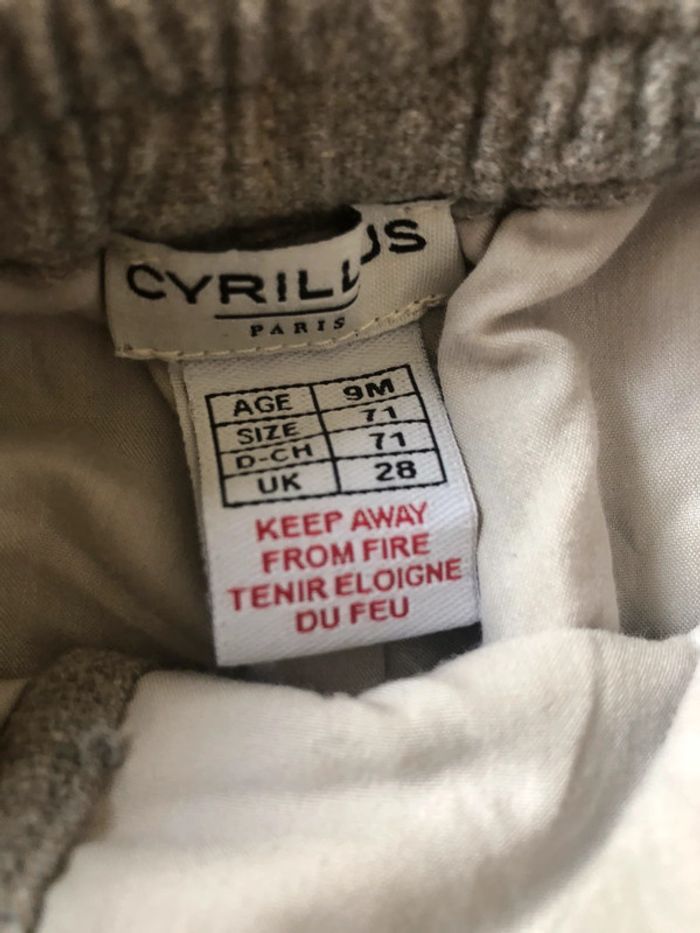 CYRILLUS
PARIS
AGE 9M
SIZE 71
D-CH 71
UK 28
KEEP AWAY
FROM FIRE
TENIR ELOIGNE
DU FEU